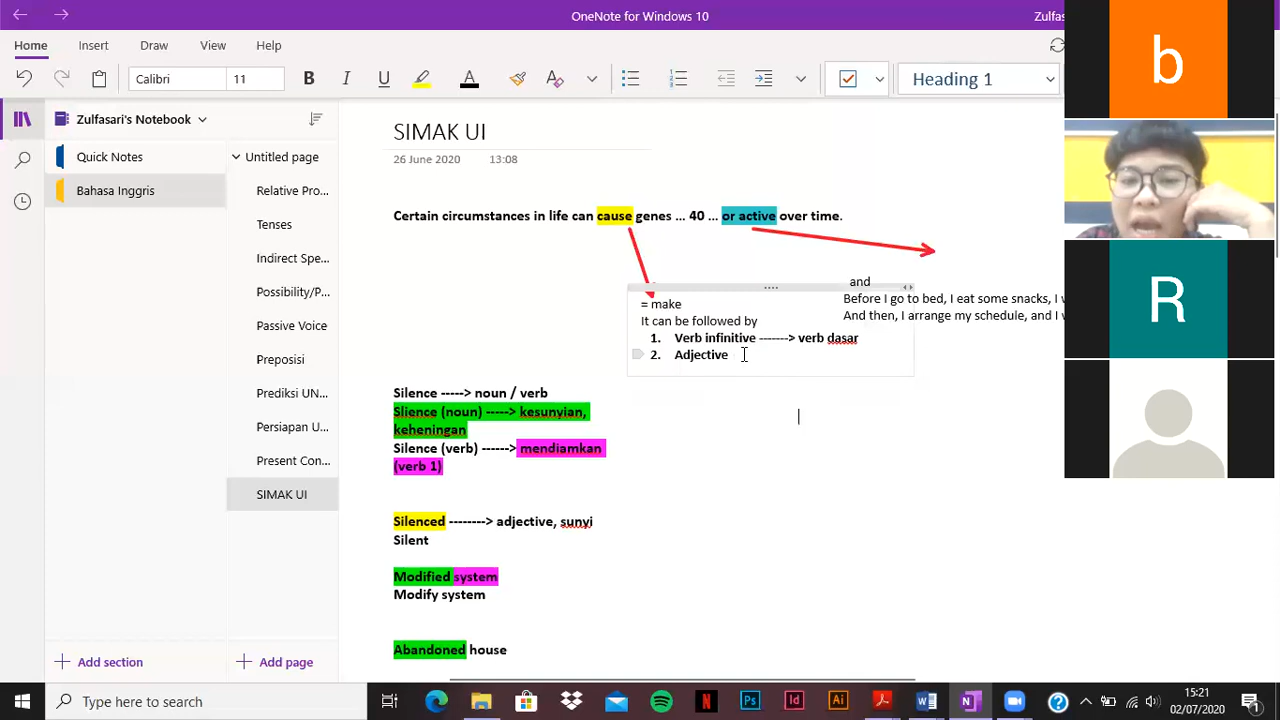 OneNote for Windows 10
Zulfas
Home
Insert
Draw
View
Help
Calibri
11
B
I
U
A
Heading 1
Zulfasari's Notebook
Quick Notes
Bahasa Inggris
Untitled page
Relative Pro...
Tenses
Indirect Spe...
Possibility/P...
Passive Voice
Preposisi
Prediksi UN...
Persiapan U...
Present Con...
SIMAK UI
Add section
Add page
SIMAK UI
26 June 2020 13:08
Certain circumstances in life can cause genes ... 40 ... or active over time.
= make
It can be followed by
1. Verb infinitive -------> verb dasar
2. Adjective
and
Before I go to bed, I eat some snacks, I w
And then, I arrange my schedule, and I w
Silence -----> noun / verb
Slience (noun) -----> kesunyian,
keheningan
Silence (verb) ------> mendiamkan
(verb 1)
Silenced --------> adjective, sunyi
Silent
Modified system
Modify system
Abandoned house
b
R
Type here to search
Ps
Id
Ai
15:21
02/07/2020